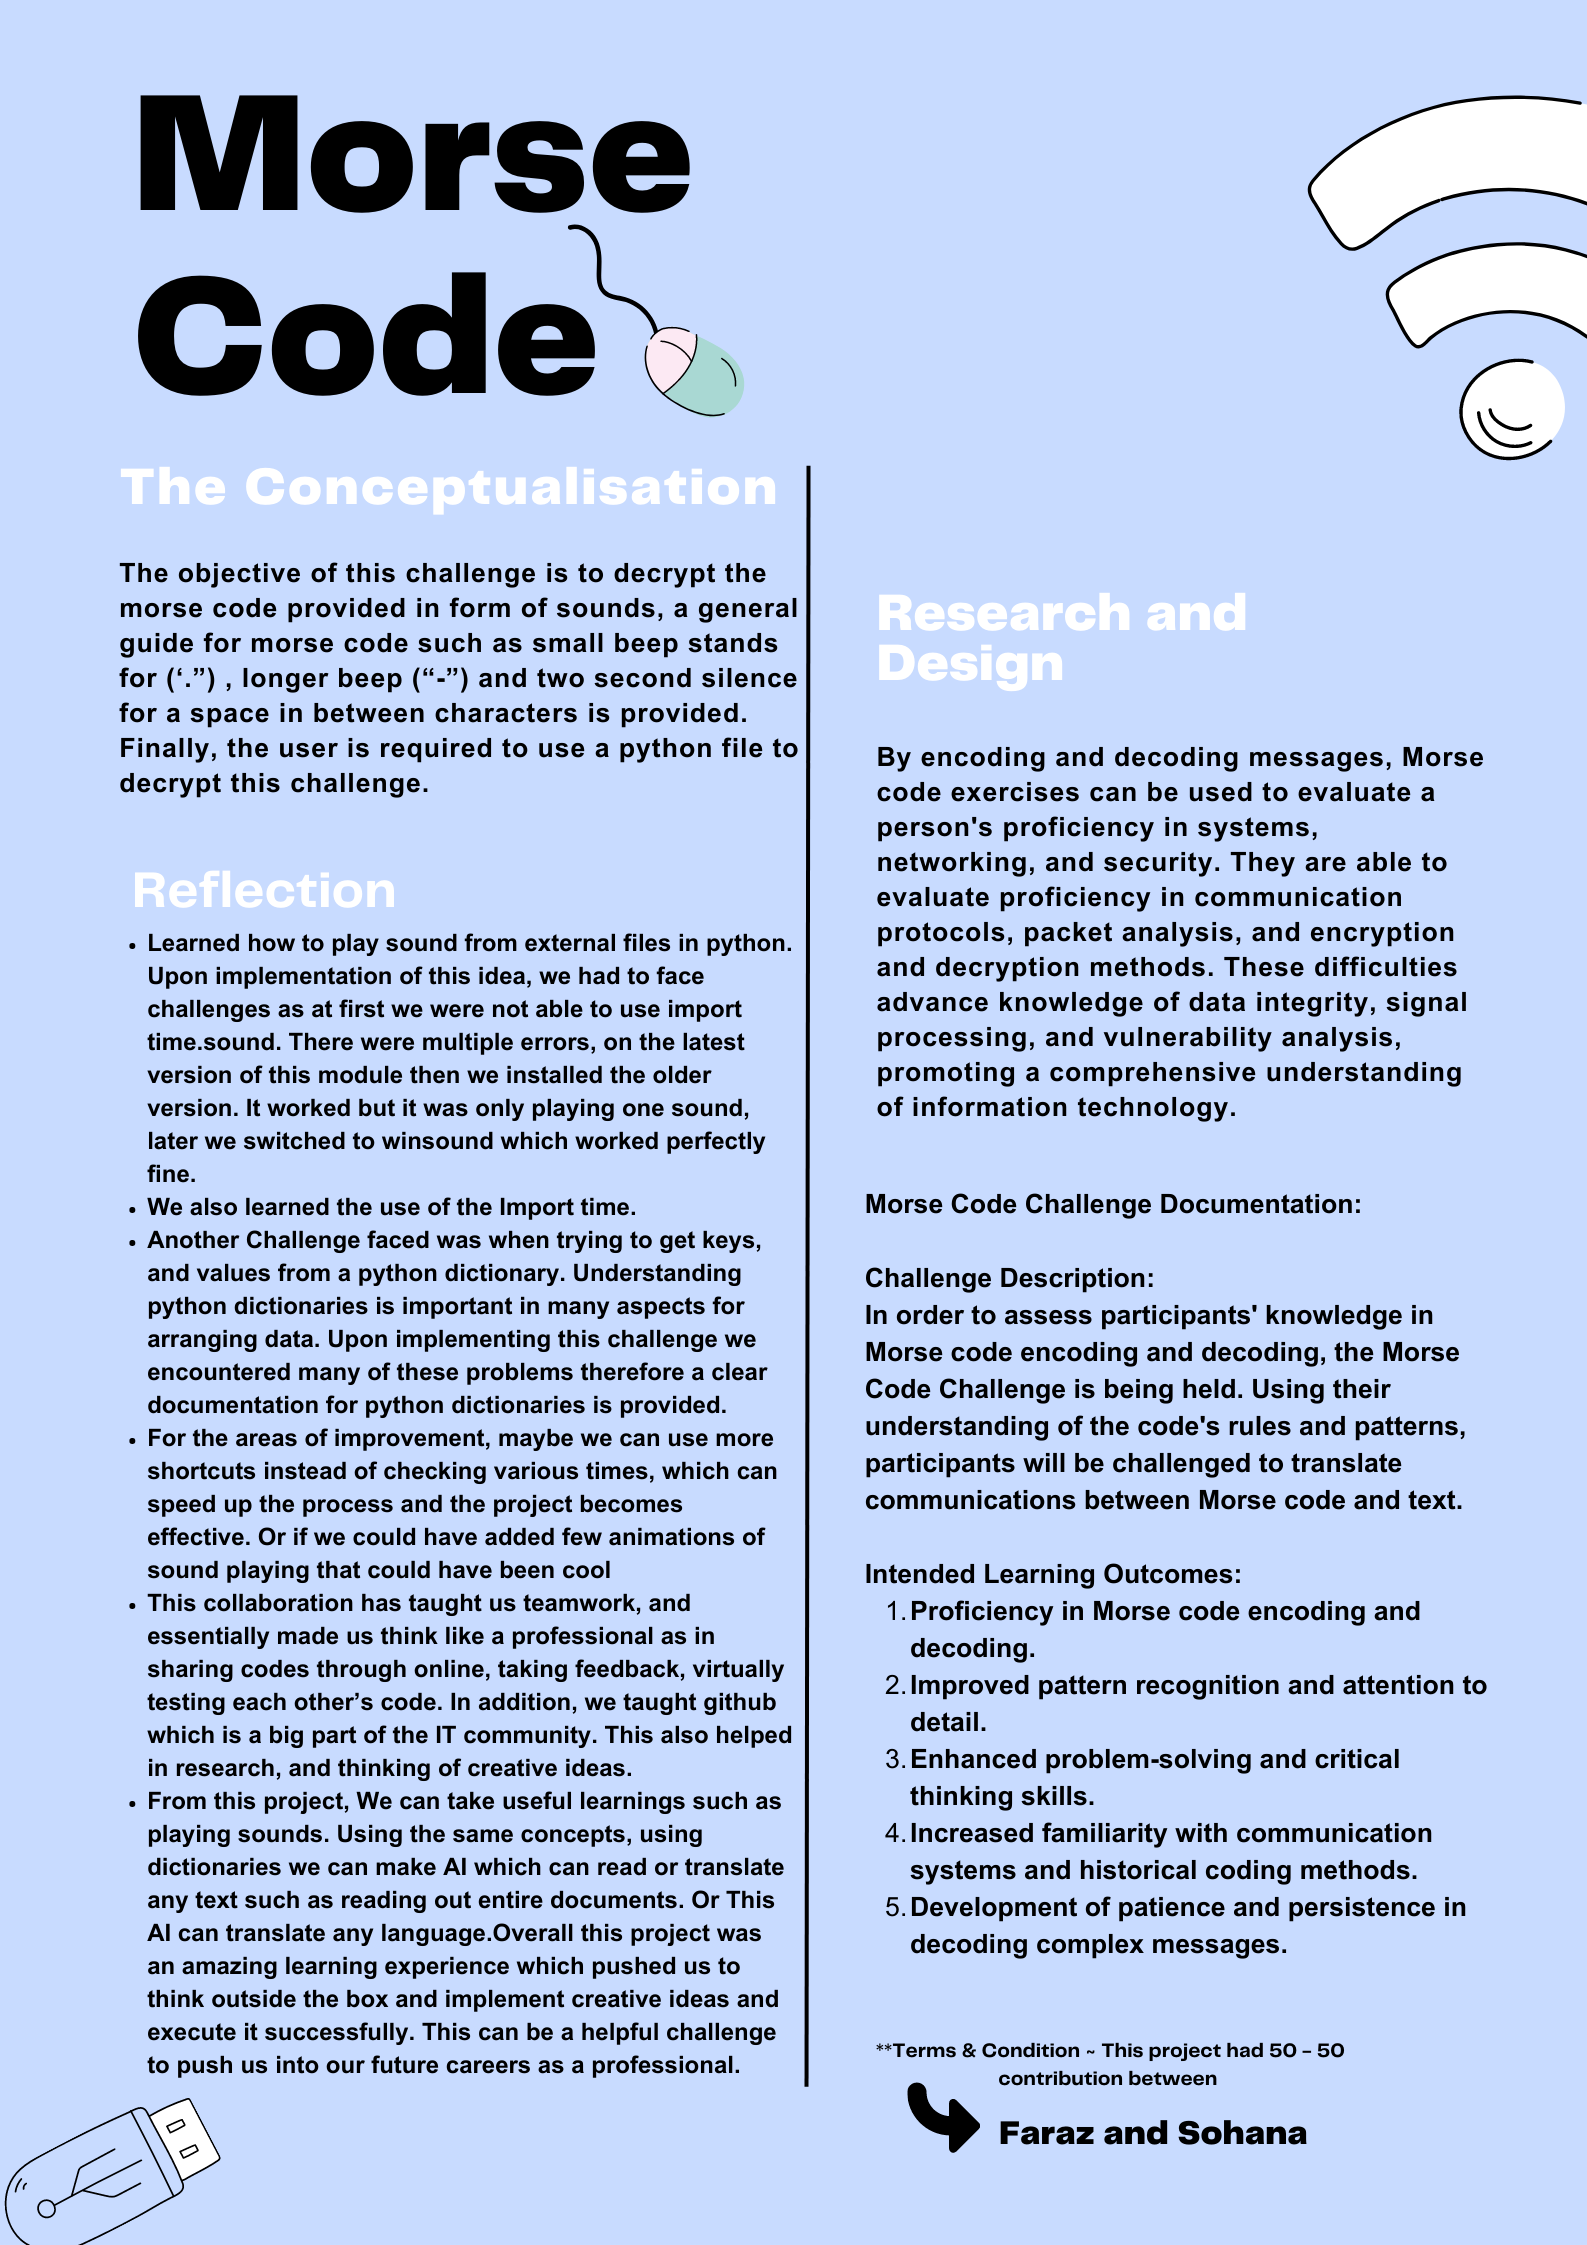 Morse
Code
The Conceptualisation
The objective of this challenge is to decrypt the
morse code provided in form of sounds, a general
guide for morse code such as small beep stands
for (‘.”) , longer beep (“-”) and two second silence
for a space in between characters is provided.
Finally, the user is required to use a python file to
decrypt this challenge.
Reflection
• Learned how to play sound from external files in python.
Upon implementation of this idea, we had to face
challenges as at first we were not able to use import
time.sound. There were multiple errors, on the latest
version of this module then we installed the older
version. It worked but it was only playing one sound,
later we switched to winsound which worked perfectly
fine.
• We also learned the use of the Import time.
• Another Challenge faced was when trying to get keys,
and values from a python dictionary. Understanding
python dictionaries is important in many aspects for
arranging data. Upon implementing this challenge we
encountered many of these problems therefore a clear
documentation for python dictionaries is provided.
• For the areas of improvement, maybe we can use more
shortcuts instead of checking various times, which can
speed up the process and the project becomes
effective. Or if we could have added few animations of
sound playing that could have been cool
• This collaboration has taught us teamwork, and
essentially made us think like a professional as in
sharing codes through online, taking feedback, virtually
testing each other’s code. In addition, we taught github
which is a big part of the IT community. This also helped
in research, and thinking of creative ideas.
• From this project, We can take useful learnings such as
playing sounds. Using the same concepts, using
dictionaries we can make AI which can read or translate
any text such as reading out entire documents. Or This
AI can translate any language.Overall this project was
an amazing learning experience which pushed us to
think outside the box and implement creative ideas and
execute it successfully. This can be a helpful challenge
to push us into our future careers as a professional.
Research and
Design
By encoding and decoding messages, Morse
code exercises can be used to evaluate a
person's proficiency in systems,
networking, and security. They are able to
evaluate proficiency in communication
protocols, packet analysis, and encryption
and decryption methods. These difficulties
advance knowledge of data integrity, signal
processing, and vulnerability analysis,
promoting a comprehensive understanding
of information technology.
Morse Code Challenge Documentation:
Challenge Description:
In order to assess participants' knowledge in
Morse code encoding and decoding, the Morse
Code Challenge is being held. Using their
understanding of the code's rules and patterns,
participants will be challenged to translate
communications between Morse code and text.
Intended Learning Outcomes:
1. Proficiency in Morse code encoding and
decoding.
2. Improved pattern recognition and attention to
detail.
3. Enhanced problem-solving and critical
thinking skills.
4. Increased familiarity with communication
systems and historical coding methods.
5. Development of patience and persistence in
decoding complex messages.
**Terms & Condition ~ This project had 50 – 50
contribution between
Faraz and Sohana